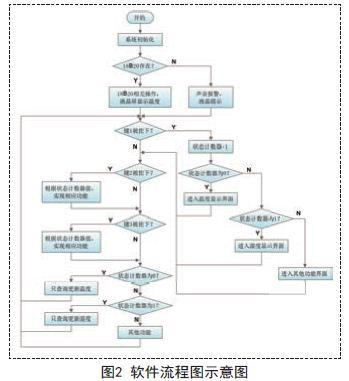 开始
系统初始化
18B20存在?
Y
N
18B20相关操作,
液晶屏显示温度
声音报警,
液晶提示
键1被按下?
Y
N
状态计数器+1
键2被按下?
Y
N
状态计数器为0?
N
Y
根据状态计数器值,
实现相应功能
进入温度显示界面
键3被按下?
Y
N
状态计数器为1?
N
Y
根据状态计数器值,
实现相应功能
进入湿度显示界面
状态计数器为0?
Y
N
进入其他功能界面
只查询更新温度
状态计数器为1?
Y
N
只查询更新湿度
其他功能
图2 软件流程图示意图